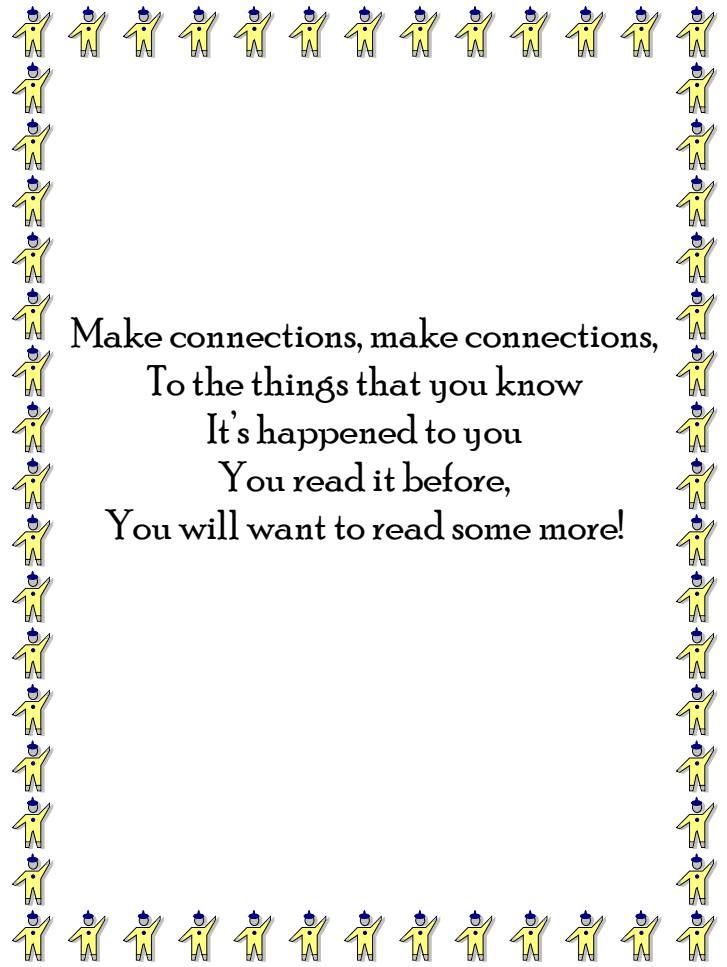 Make connections, make connections,
To the things that you know
It's happened to you
You read it before,
You will want to read some more!